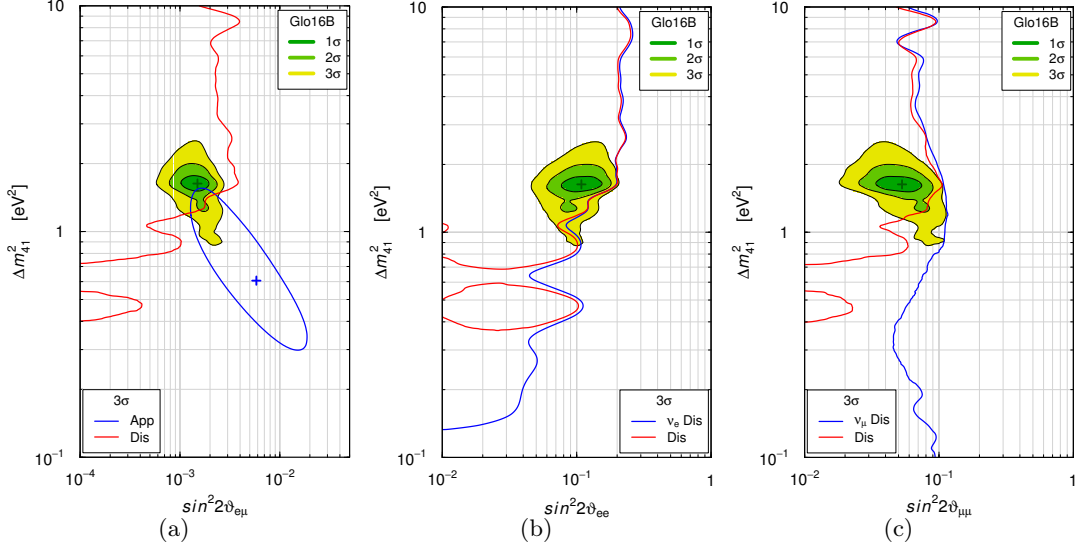 10
1
10⁻¹
Δm²₄₁ [eV²]
10⁻⁴
10⁻³
10⁻²
sin²2ϑeμ
Glo16B
1σ
2σ
3σ
3σ
App
Dis
(a)
10
1
10⁻¹
Δm²₄₁ [eV²]
10⁻²
10⁻¹
1
sin²2ϑee
Glo16B
1σ
2σ
3σ
3σ
νe Dis
Dis
(b)
10
1
10⁻¹
Δm²₄₁ [eV²]
10⁻²
10⁻¹
1
sin²2ϑμμ
Glo16B
1σ
2σ
3σ
3σ
νμ Dis
Dis
(c)